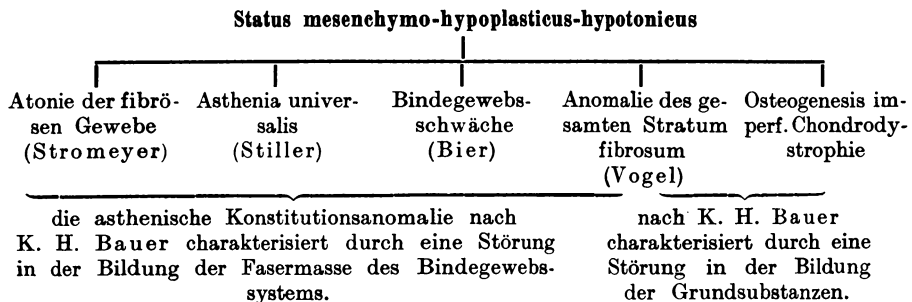 Status mesenchymo-hypoplasticus-hypotonicus
Atonie der fibrö-
sen Gewebe
(Stromeyer)
Asthenia univer-
salis
(Stiller)
Bindegewebs-
schwäche
(Bier)
Anomalie des ge-
samten Stratum
fibrosum
(Vogel)
Osteogenesis im-
perf. Chondrody-
strophie
die asthenische Konstitutionsanomalie nach
K. H. Bauer charakterisiert durch eine Störung
in der Bildung der Fasermasse des Bindegewebs-
systems.
nach K. H. Bauer
charakterisiert durch eine
Störung in der Bildung
der Grundsubstanzen.